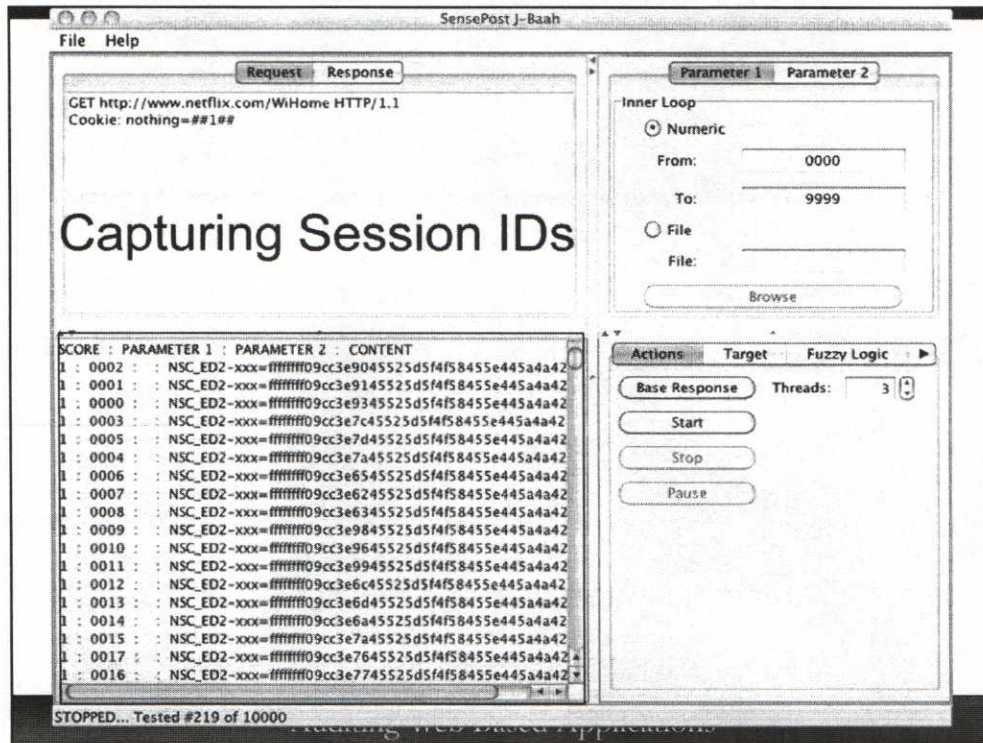 SensePost J-Baah
File Help
Request Response
GET http://www.netflix.com/WiHome HTTP/1.1
Cookie: nothing=##1##
Capturing Session IDs
Parameter 1 Parameter 2
Inner Loop
Numeric
From: 0000
To: 9999
File
File:
Browse
SCORE : PARAMETER 1 : PARAMETER 2 : CONTENT
1 : 0002 : : NSC_ED2-xxx=ffffffff09cc3e9045525d5f4f58455e445a4a42
1 : 0001 : : NSC_ED2-xxx=ffffffff09cc3e9145525d5f4f58455e445a4a42
1 : 0000 : : NSC_ED2-xxx=ffffffff09cc3e9345525d5f4f58455e445a4a42
1 : 0003 : : NSC_ED2-xxx=ffffffff09cc3e7c45525d5f4f58455e445a4a42
1 : 0005 : : NSC_ED2-xxx=ffffffff09cc3e7d45525d5f4f58455e445a4a42
1 : 0004 : : NSC_ED2-xxx=ffffffff09cc3e7a45525d5f4f58455e445a4a42
1 : 0006 : : NSC_ED2-xxx=ffffffff09cc3e6545525d5f4f58455e445a4a42
1 : 0007 : : NSC_ED2-xxx=ffffffff09cc3e6245525d5f4f58455e445a4a42
1 : 0008 : : NSC_ED2-xxx=ffffffff09cc3e6345525d5f4f58455e445a4a42
1 : 0009 : : NSC_ED2-xxx=ffffffff09cc3e9845525d5f4f58455e445a4a42
1 : 0010 : : NSC_ED2-xxx=ffffffff09cc3e9645525d5f4f58455e445a4a42
1 : 0011 : : NSC_ED2-xxx=ffffffff09cc3e9945525d5f4f58455e445a4a42
1 : 0012 : : NSC_ED2-xxx=ffffffff09cc3e6c45525d5f4f58455e445a4a42
1 : 0013 : : NSC_ED2-xxx=ffffffff09cc3e6d45525d5f4f58455e445a4a42
1 : 0014 : : NSC_ED2-xxx=ffffffff09cc3e6a45525d5f4f58455e445a4a42
1 : 0015 : : NSC_ED2-xxx=ffffffff09cc3e7a45525d5f4f58455e445a4a42
1 : 0017 : : NSC_ED2-xxx=ffffffff09cc3e7645525d5f4f58455e445a4a42
1 : 0016 : : NSC_ED2-xxx=ffffffff09cc3e7745525d5f4f58455e445a4a42
Actions Target Fuzzy Logic
Base Response Threads: 3
Start
Stop
Pause
STOPPED... Tested #219 of 10000
Auditing Web Based Applications